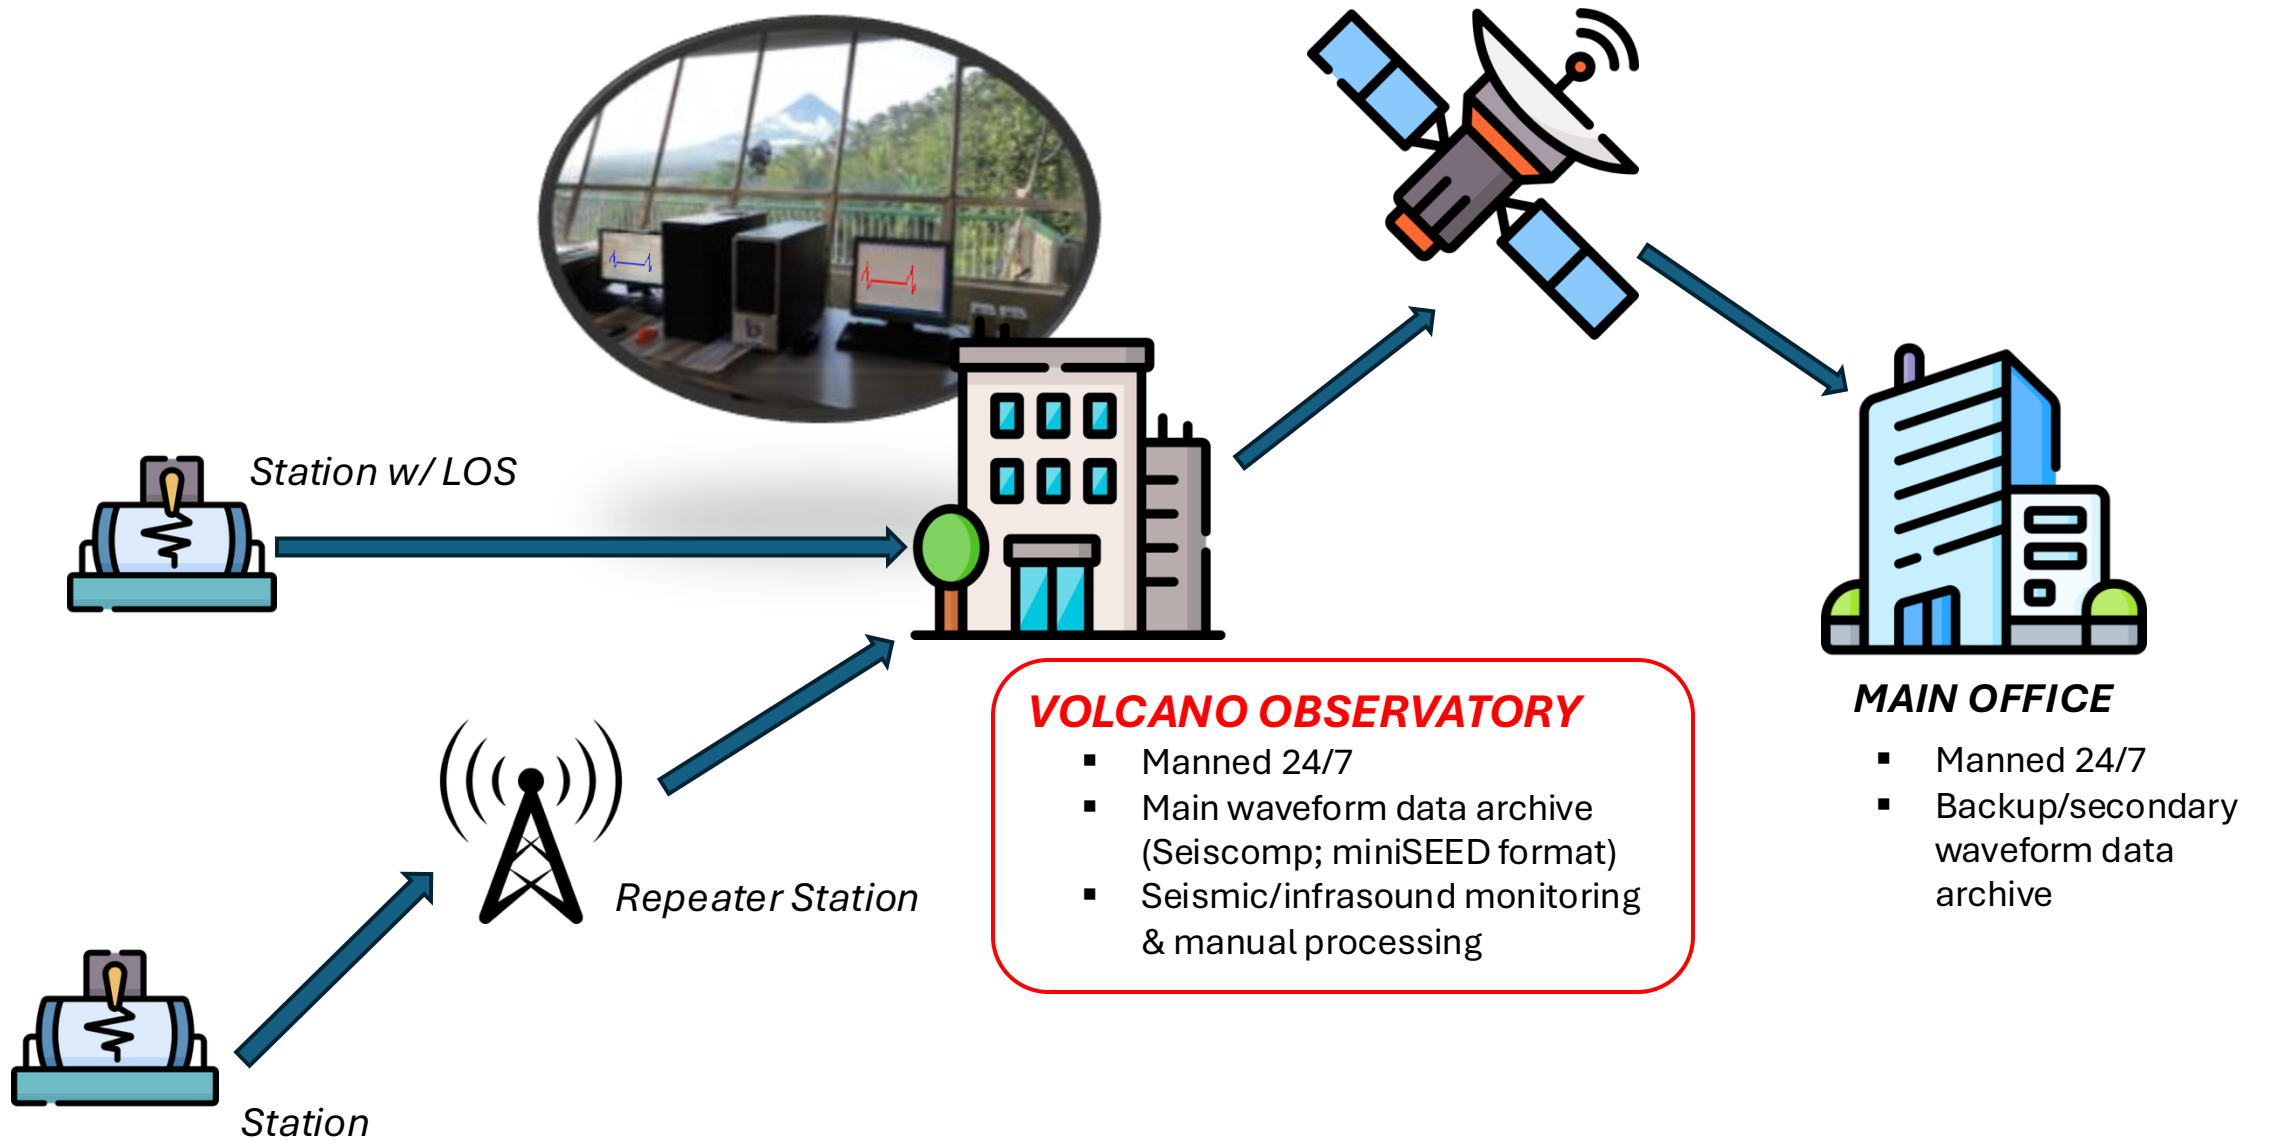 Station w/ LOS
Repeater Station
Station
VOLCANO OBSERVATORY
▪ Manned 24/7
▪ Main waveform data archive
(Seiscomp; miniSEED format)
▪ Seismic/infrasound monitoring
& manual processing
MAIN OFFICE
▪ Manned 24/7
▪ Backup/secondary
waveform data
archive